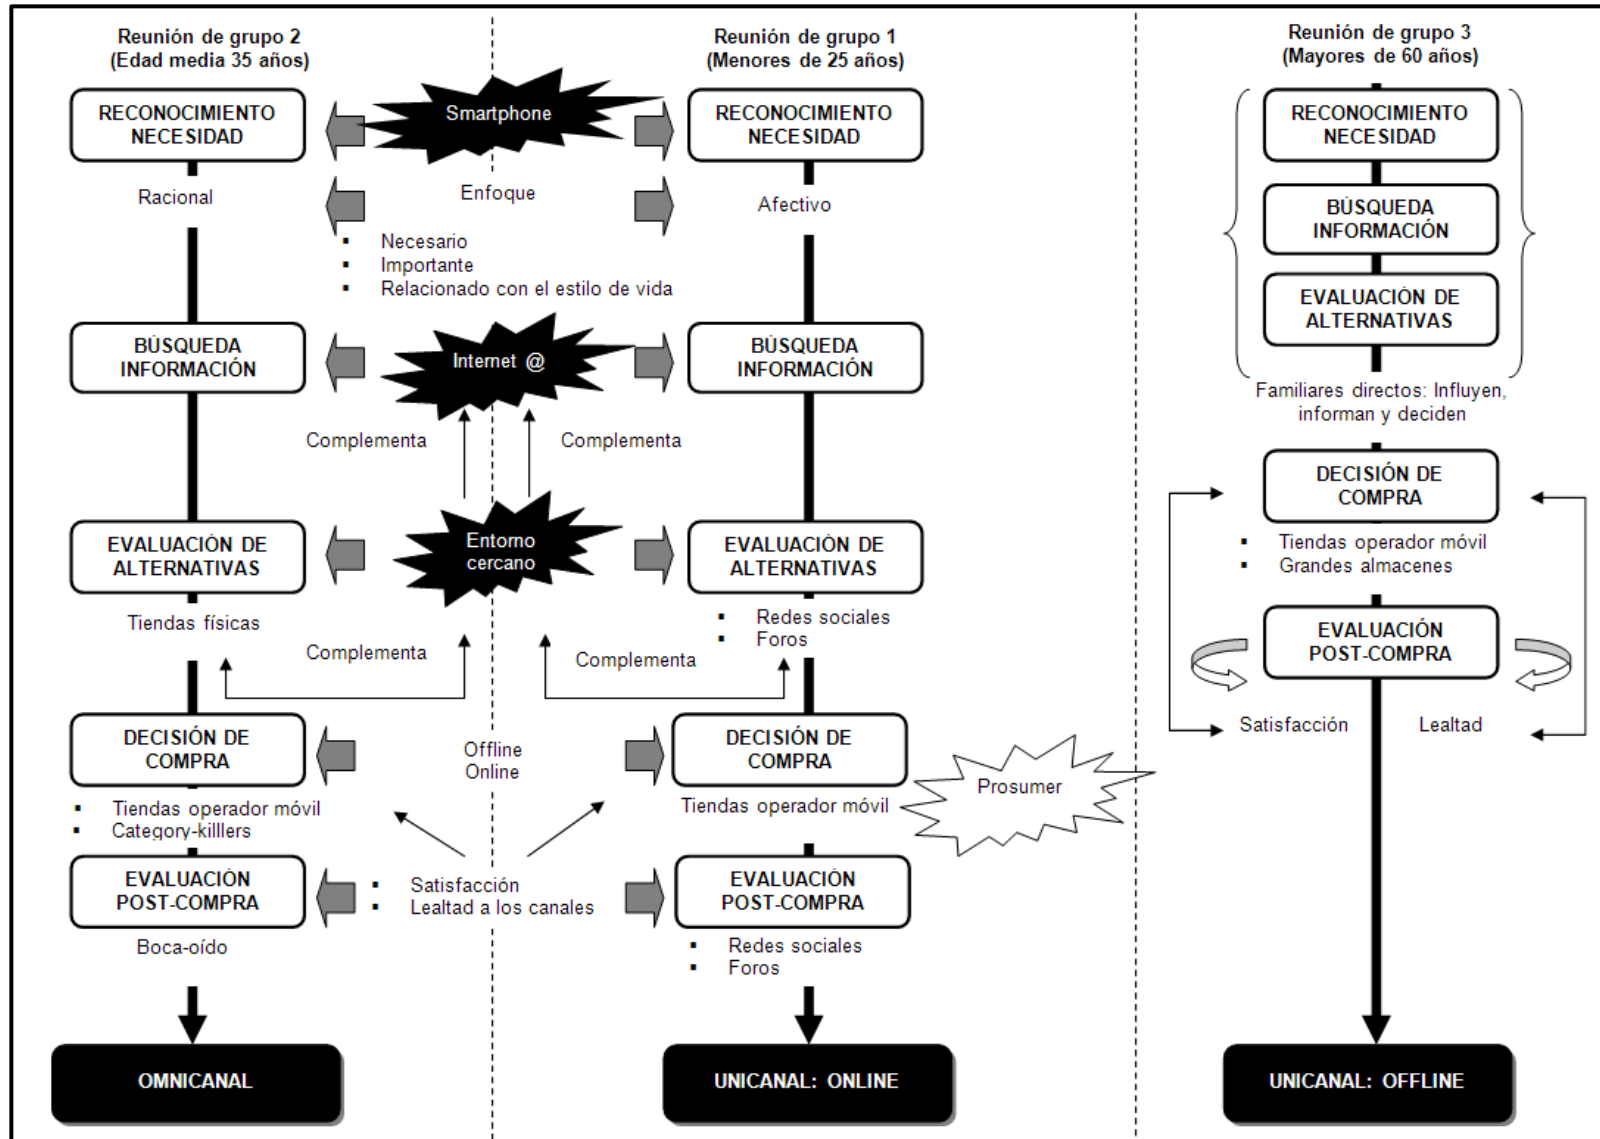 Reunión de grupo 2
(Edad media 35 años)
RECONOCIMIENTO
NECESIDAD
Racional
Smartphone
Enfoque
Necesario
Importante
Relacionado con el estilo de vida
Reunión de grupo 1
(Menores de 25 años)
RECONOCIMIENTO
NECESIDAD
Afectivo
BÚSQUEDA
INFORMACIÓN
Internet @
BÚSQUEDA
INFORMACIÓN
Complementa
Complementa
EVALUACIÓN DE
ALTERNATIVAS
Tiendas físicas
Entorno
cercano
EVALUACIÓN DE
ALTERNATIVAS
Redes sociales
Foros
Complementa
Complementa
DECISIÓN DE
COMPRA
Tiendas operador móvil
Category-killlers
Offline
Online
DECISIÓN DE
COMPRA
Tiendas operador móvil
Prosumer
EVALUACIÓN
POST-COMPRA
Boca-oído
Satisfacción
Lealtad a los canales
EVALUACIÓN
POST-COMPRA
Redes sociales
Foros
OMNICANAL
UNICANAL: ONLINE
Reunión de grupo 3
(Mayores de 60 años)
RECONOCIMIENTO
NECESIDAD
BÚSQUEDA
INFORMACIÓN
EVALUACIÓN DE
ALTERNATIVAS
Familiares directos: Influyen,
informan y deciden
DECISIÓN DE
COMPRA
Tiendas operador móvil
Grandes almacenes
EVALUACIÓN
POST-COMPRA
Satisfacción
Lealtad
UNICANAL: OFFLINE